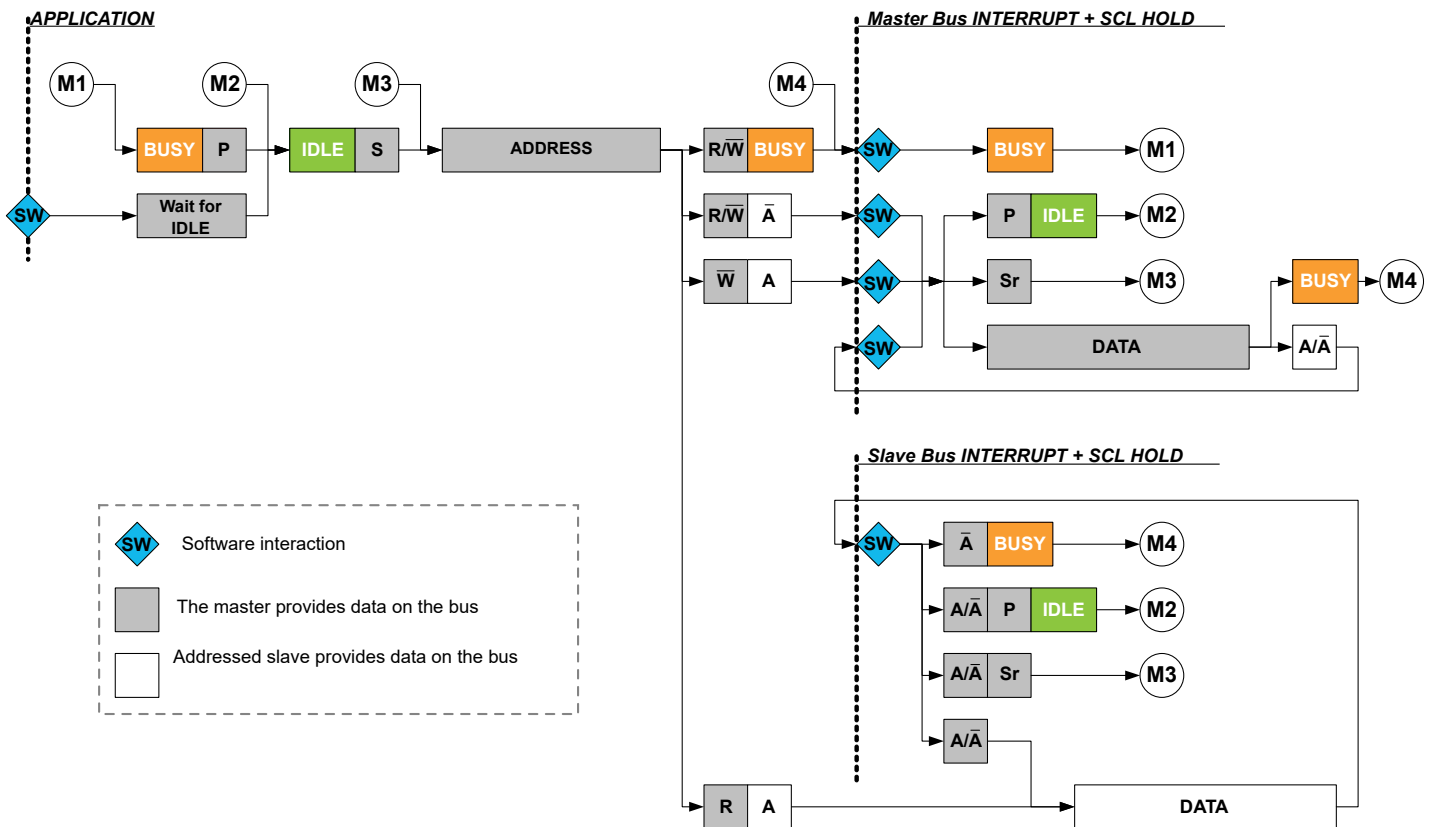 APPLICATION
Master Bus INTERRUPT + SCL HOLD
M1
M2
M3
M4
BUSY P
IDLE S
ADDRESS
R/W̅ BUSY
SW
BUSY
M1
SW
Wait for
IDLE
R/W̅ A̅
SW
P IDLE
M2
W̅ A
SW
Sr
M3
BUSY
M4
SW
DATA
A/A̅
Slave Bus INTERRUPT + SCL HOLD
SW
A̅ BUSY
M4
A/A̅ P IDLE
M2
A/A̅ Sr
M3
A/A̅
R A
DATA
SW Software interaction
The master provides data on the bus
Addressed slave provides data on the bus